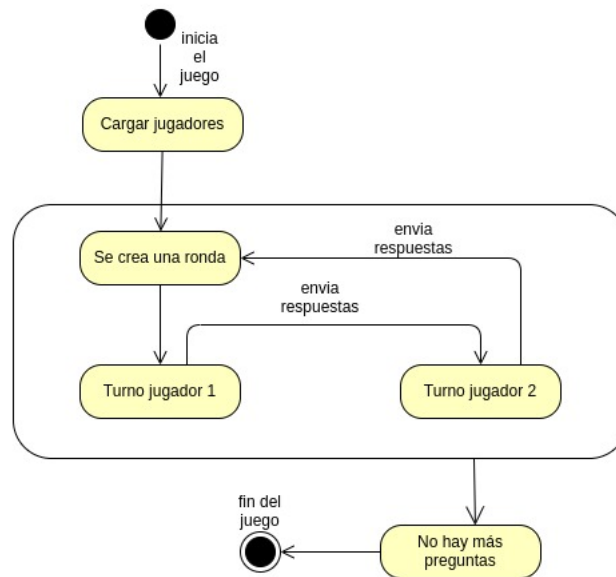 inicia
el
juego
Cargar jugadores
Se crea una ronda
envia
respuestas
envia
respuestas
Turno jugador 1
Turno jugador 2
fin del
juego
No hay más
preguntas